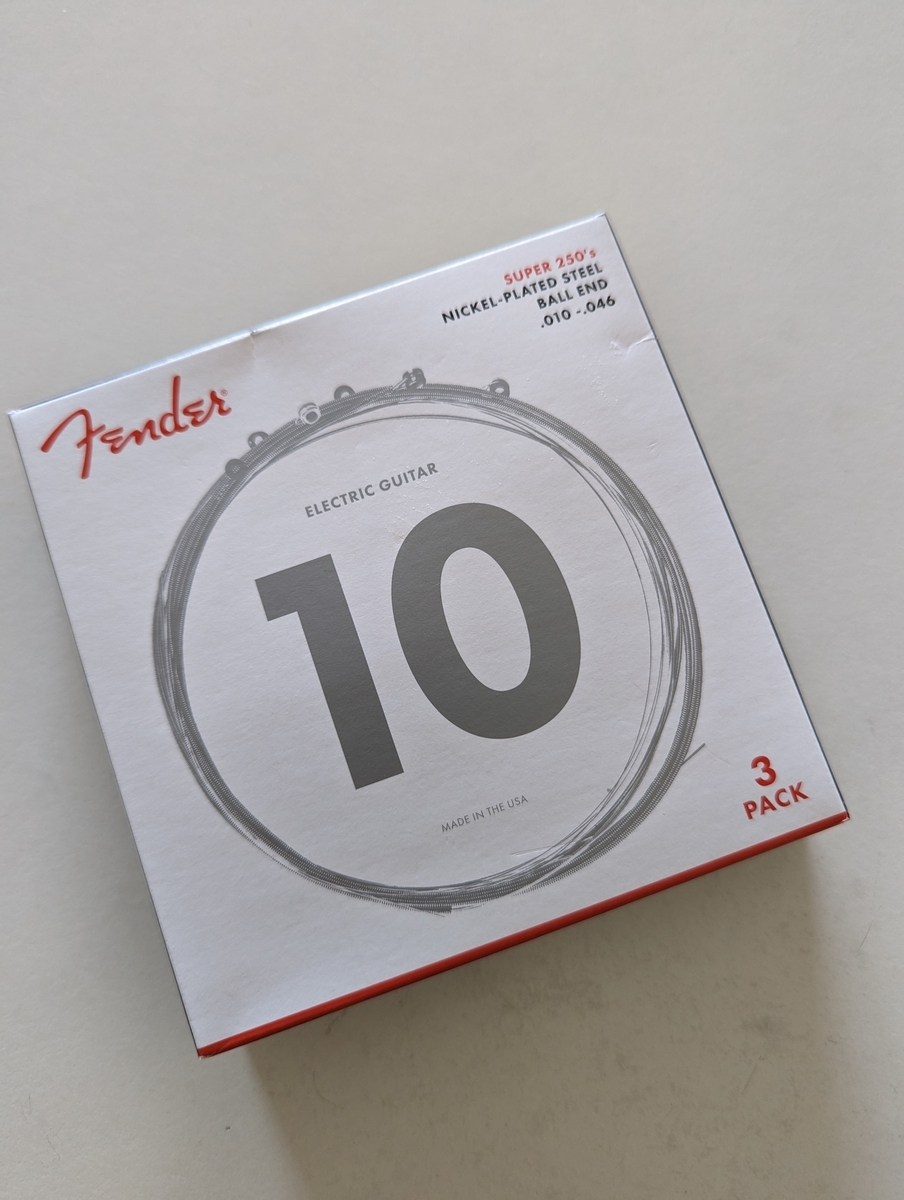 SUPER 250's
NICKEL-PLATED STEEL
BALL END
.010 -.046
Fender®
ELECTRIC GUITAR
10
MADE IN THE USA
3
PACK